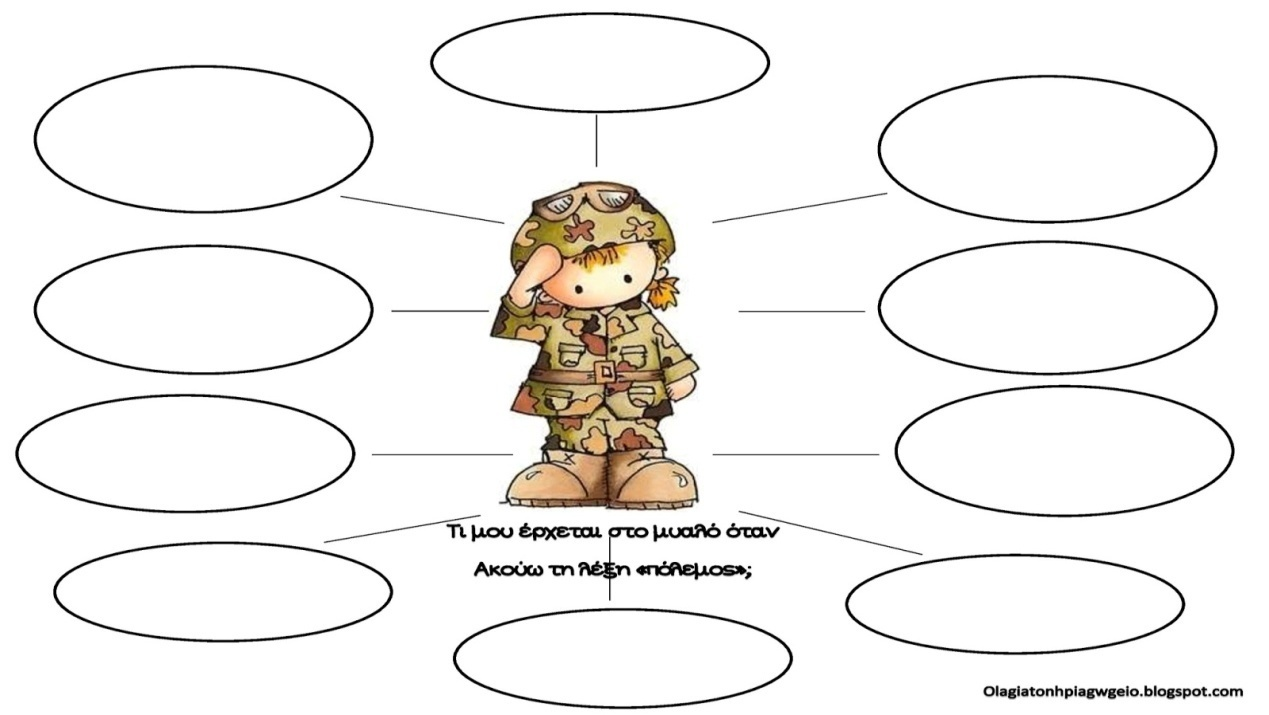 Τι μου έρχεται στο μυαλό όταν
Ακούω τη λέξη «πόλεμος»;
Olagiatonhpiagwgeio.blogspot.com